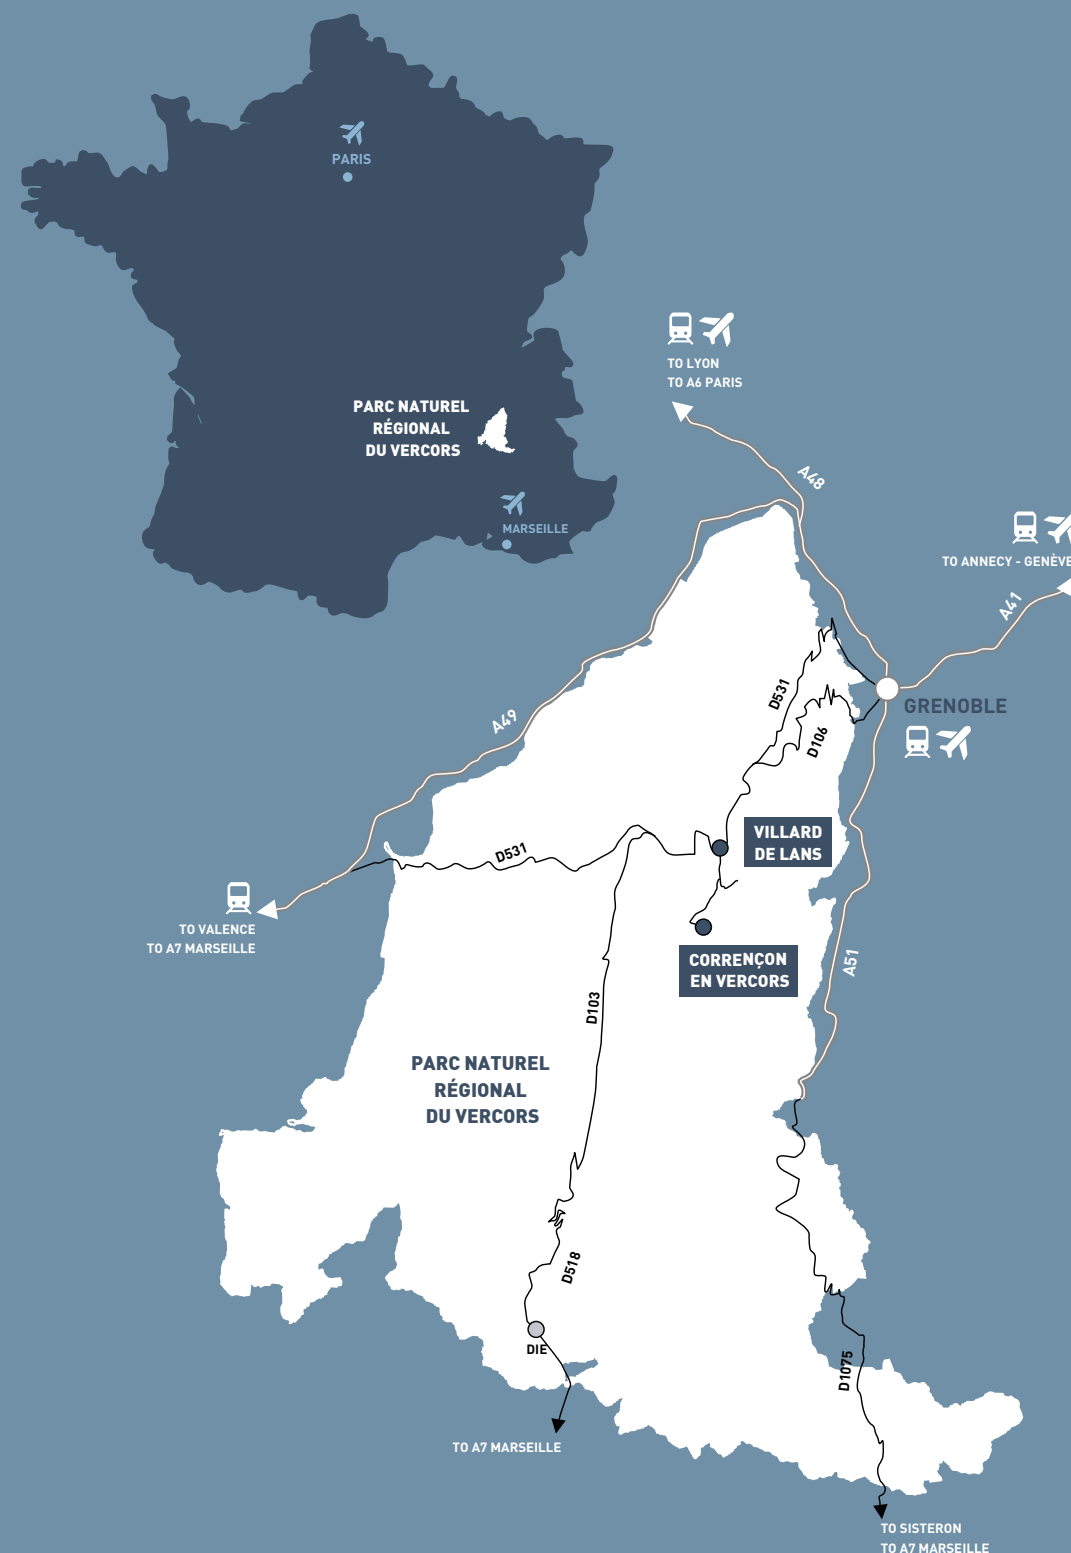 PARIS
PARC NATUREL
RÉGIONAL
DU VERCORS
MARSEILLE
TO LYON
TO A6 PARIS
A48
TO ANNECY - GENÈVE
A41
GRENOBLE
D531
D106
A49
VILLARD
DE LANS
D531
TO VALENCE
TO A7 MARSEILLE
CORRENÇON
EN VERCORS
A51
D103
PARC NATUREL
RÉGIONAL
DU VERCORS
D518
DIE
D1075
TO A7 MARSEILLE
TO SISTERON
TO A7 MARSEILLE